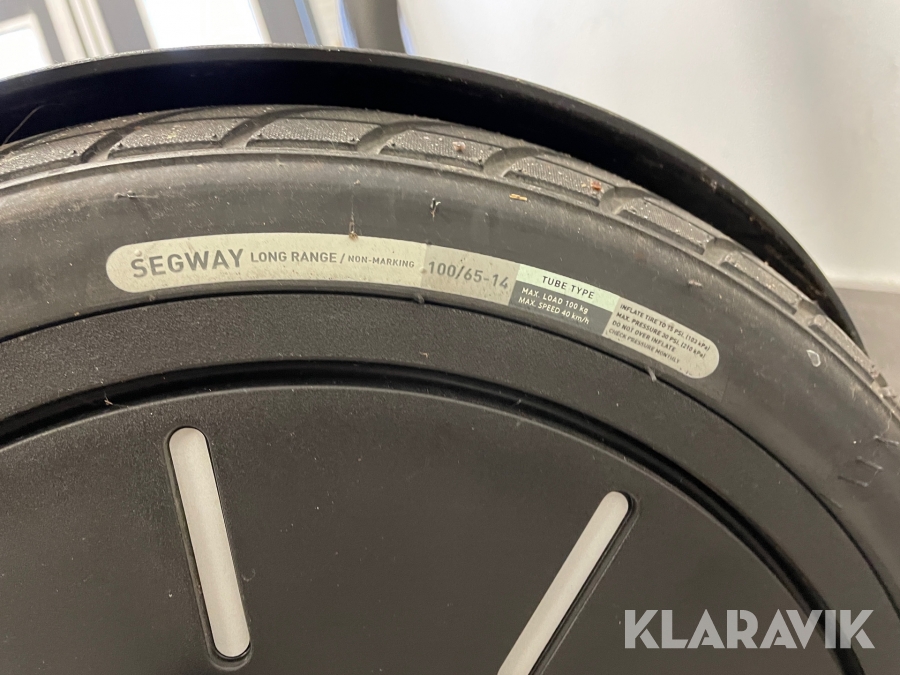 SEGWAY LONG RANGE / NON-MARKING 100/65-14
TUBE TYPE
MAX. LOAD 100 kg
MAX. SPEED 40 km/h
INFLATE TIRE TO 15 PSI. (103 kPa)
MAX. PRESSURE 30 PSI. (210 kPa)
DO NOT OVER INFLATE
CHECK PRESSURE MONTHLY
KLARAVIK